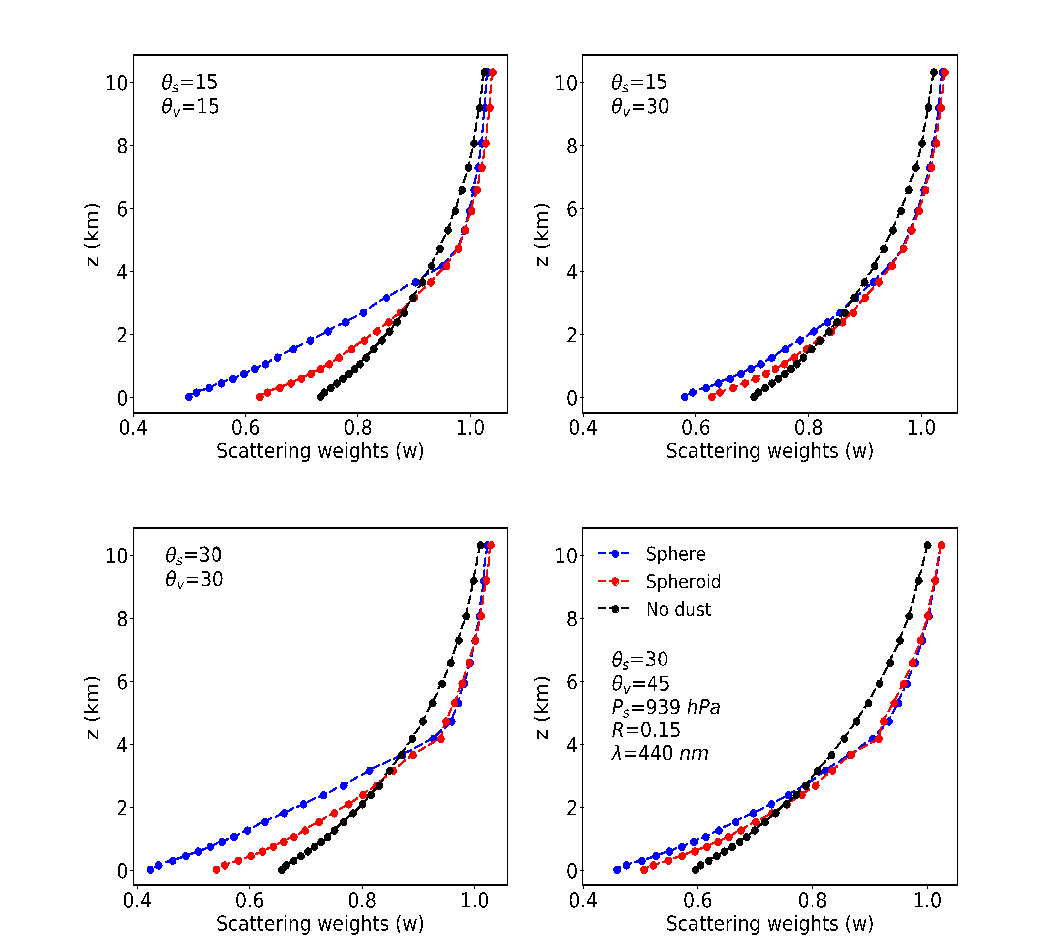 θs=15
θv=15
10
8
6
4
2
0
z (km)
0.4 0.6 0.8 1.0
Scattering weights (w)
θs=15
θv=30
10
8
6
4
2
0
z (km)
0.4 0.6 0.8 1.0
Scattering weights (w)
θs=30
θv=30
10
8
6
4
2
0
z (km)
0.4 0.6 0.8 1.0
Scattering weights (w)
Sphere
Spheroid
No dust
θs=30
θv=45
Ps=939 hPa
R=0.15
λ=440 nm
10
8
6
4
2
0
z (km)
0.4 0.6 0.8 1.0
Scattering weights (w)